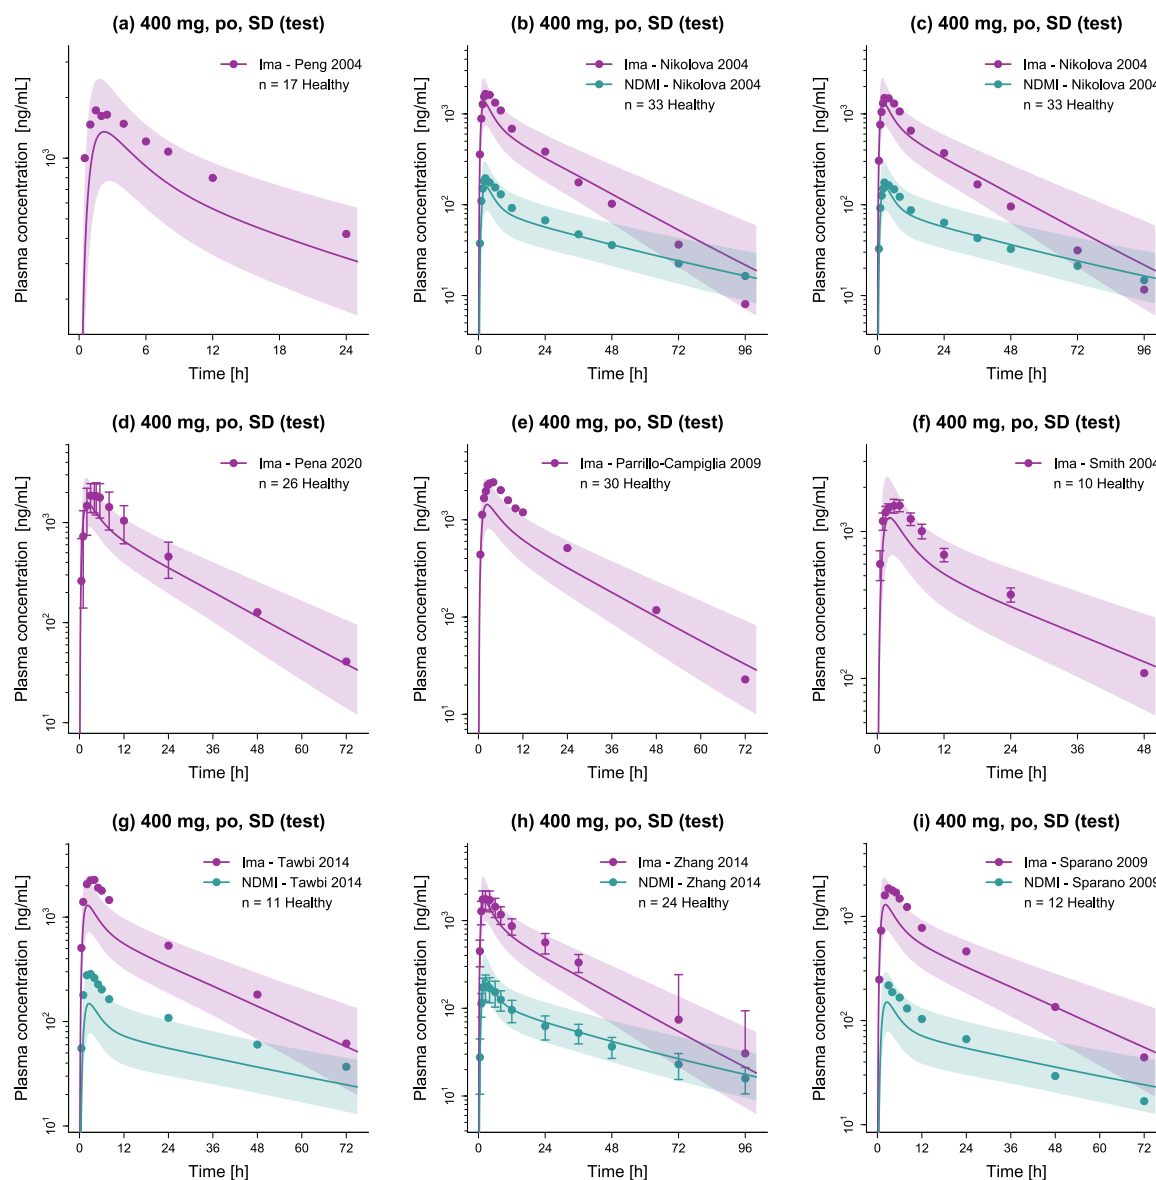 (a) 400 mg, po, SD (test)
Plasma concentration [ng/mL]
10³
Ima - Peng 2004
n = 17 Healthy
0 6 12 18 24
Time [h]
(b) 400 mg, po, SD (test)
Plasma concentration [ng/mL]
10³
10²
10¹
Ima - Nikolova 2004
NDMI - Nikolova 2004
n = 33 Healthy
0 24 48 72 96
Time [h]
(c) 400 mg, po, SD (test)
Plasma concentration [ng/mL]
10³
10²
10¹
Ima - Nikolova 2004
NDMI - Nikolova 2004
n = 33 Healthy
0 24 48 72 96
Time [h]
(d) 400 mg, po, SD (test)
Plasma concentration [ng/mL]
10³
10²
10¹
Ima - Pena 2020
n = 26 Healthy
0 12 24 36 48 60 72
Time [h]
(e) 400 mg, po, SD (test)
Plasma concentration [ng/mL]
10³
10²
10¹
Ima - Parrillo-Campiglia 2009
n = 30 Healthy
0 24 48 72
Time [h]
(f) 400 mg, po, SD (test)
Plasma concentration [ng/mL]
10³
10²
Ima - Smith 2004
n = 10 Healthy
0 12 24 36 48
Time [h]
(g) 400 mg, po, SD (test)
Plasma concentration [ng/mL]
10³
10²
10¹
Ima - Tawbi 2014
NDMI - Tawbi 2014
n = 11 Healthy
0 12 24 36 48 60 72
Time [h]
(h) 400 mg, po, SD (test)
Plasma concentration [ng/mL]
10³
10²
10¹
Ima - Zhang 2014
NDMI - Zhang 2014
n = 24 Healthy
0 24 48 72 96
Time [h]
(i) 400 mg, po, SD (test)
Plasma concentration [ng/mL]
10³
10²
10¹
Ima - Sparano 2009
NDMI - Sparano 2009
n = 12 Healthy
0 12 24 36 48 60 72
Time [h]